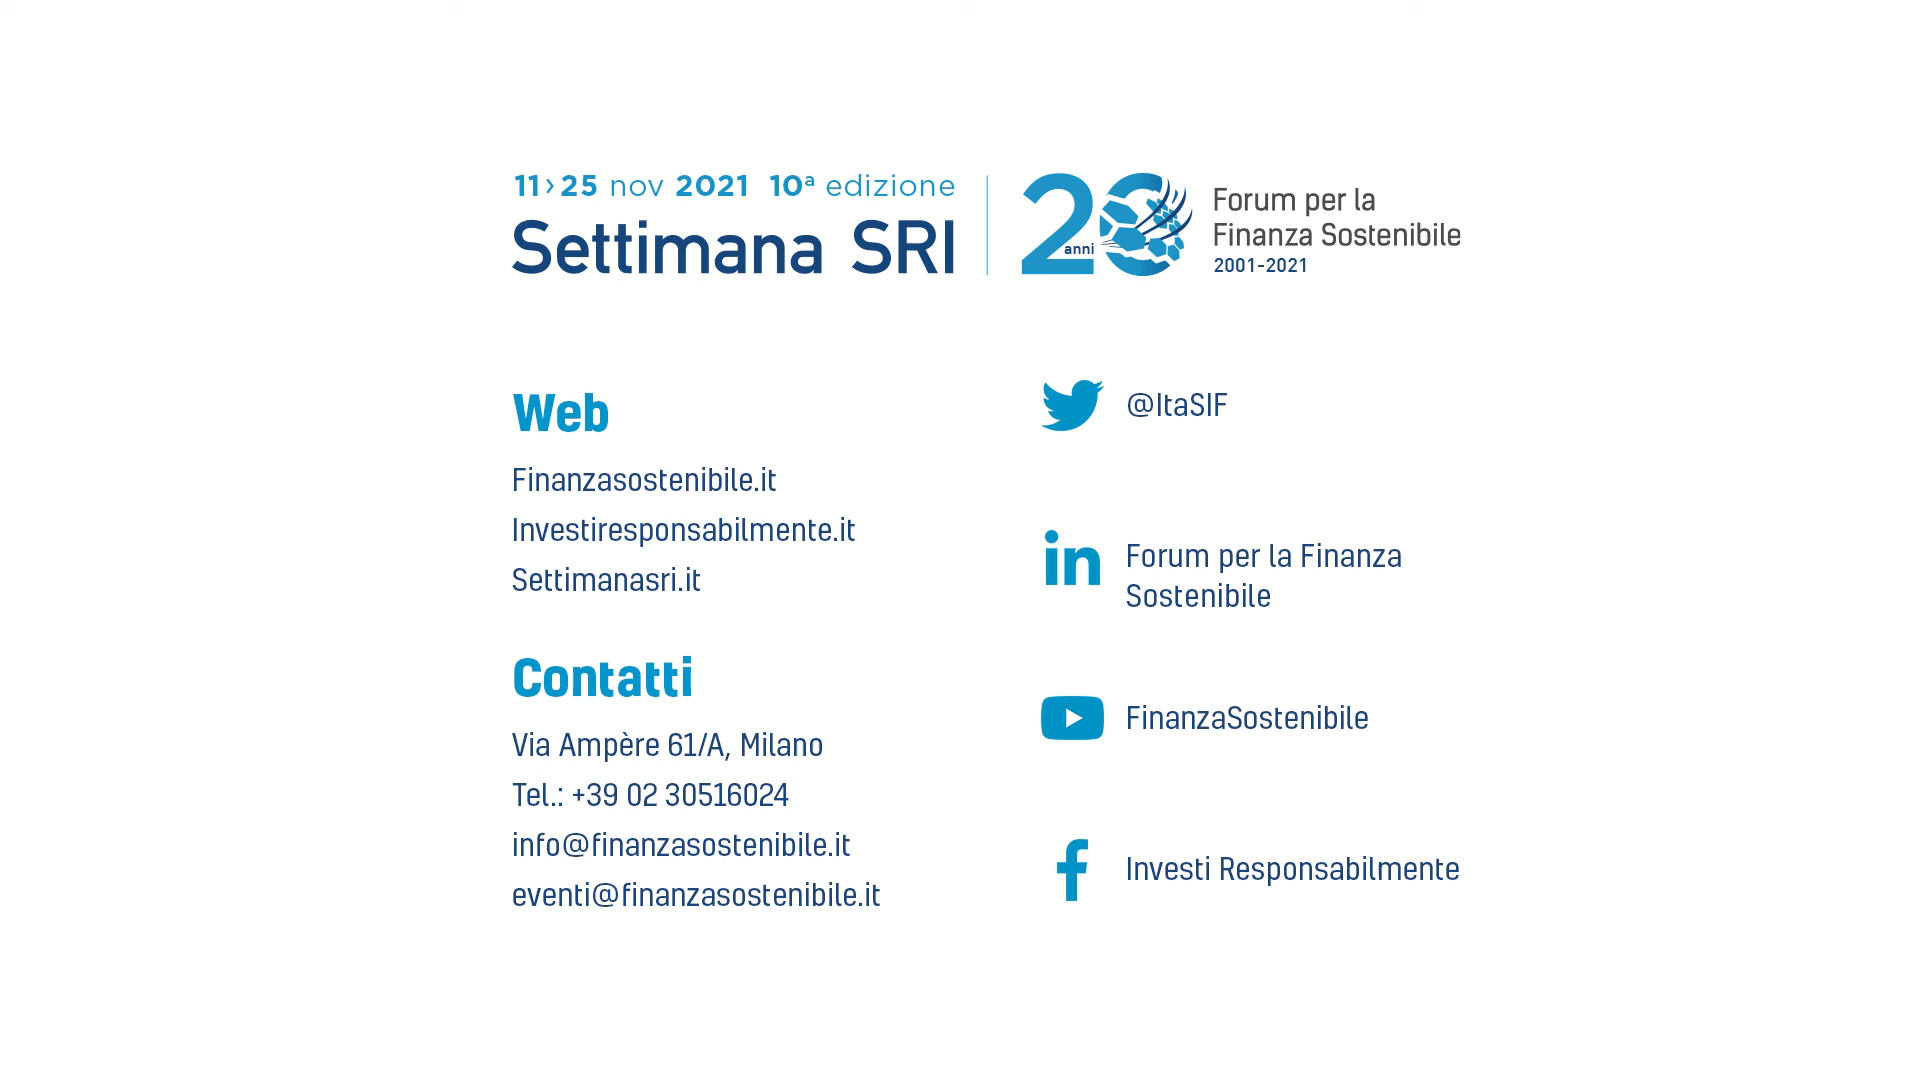 11›25 nov 2021 10ª edizione
Settimana SRI
20
anni
Forum per la
Finanza Sostenibile
2001-2021
Web
Finanzasostenibile.it
Investiresponsabilmente.it
Settimanasri.it
Contatti
Via Ampère 61/A, Milano
Tel.: +39 02 30516024
info@finanzasostenibile.it
eventi@finanzasostenibile.it
@ItaSIF
in
Forum per la Finanza
Sostenibile
FinanzaSostenibile
f
Investi Responsabilmente